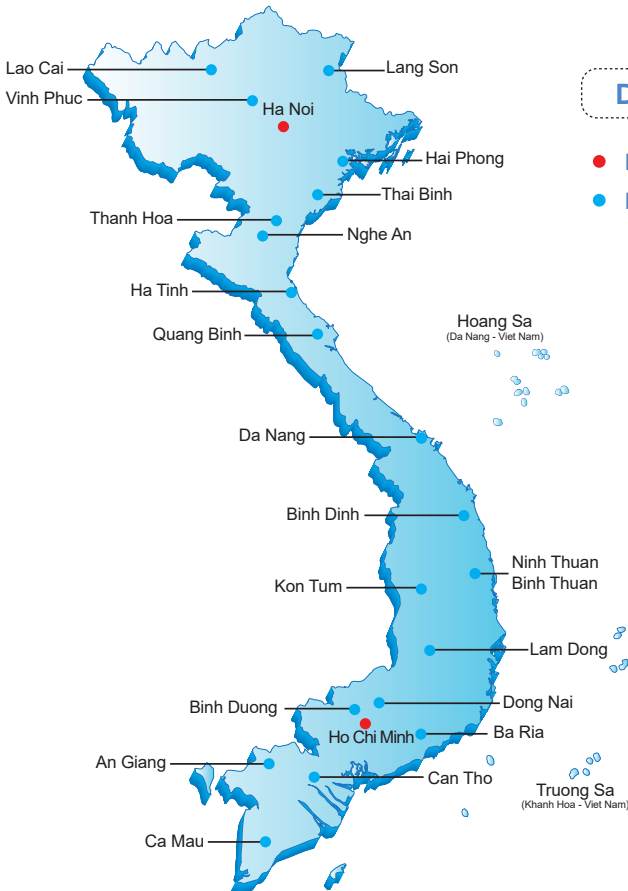 Lao Cai
Lang Son
Vinh Phuc
Ha Noi
Hai Phong
Thai Binh
Thanh Hoa
Nghe An
Ha Tinh
Quang Binh
Hoang Sa
(Da Nang - Viet Nam)
Da Nang
Binh Dinh
Ninh Thuan
Binh Thuan
Kon Tum
Lam Dong
Binh Duong
Dong Nai
Ho Chi Minh
Ba Ria
An Giang
Can Tho
Truong Sa
(Khanh Hoa - Viet Nam)
Ca Mau